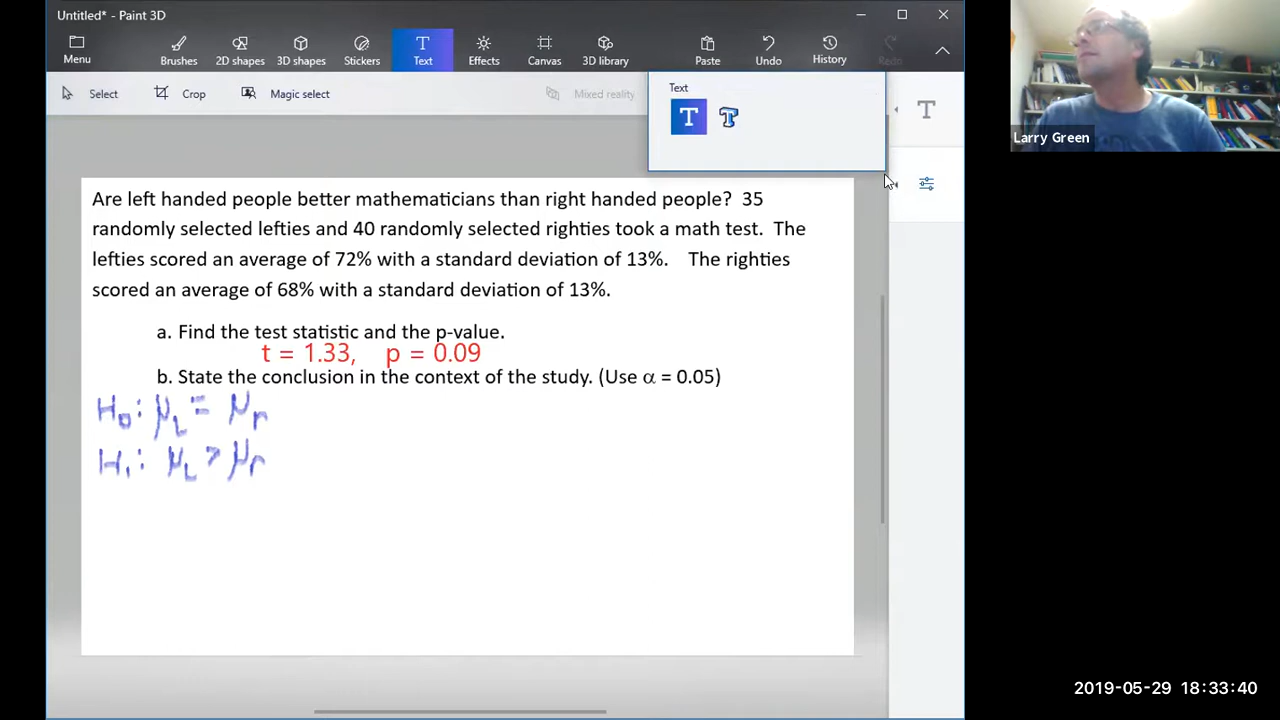 Untitled* - Paint 3D
Menu
Brushes
2D shapes
3D shapes
Stickers
Text
Effects
Canvas
3D library
Paste
Undo
History
Redo
Select
Crop
Magic select
Mixed reality
Text
Larry Green
Are left handed people better mathematicians than right handed people? 35
randomly selected lefties and 40 randomly selected righties took a math test. The
lefties scored an average of 72% with a standard deviation of 13%. The righties
scored an average of 68% with a standard deviation of 13%.
a. Find the test statistic and the p-value.
t = 1.33, p = 0.09
b. State the conclusion in the context of the study. (Use α = 0.05)
H₀: μ_L = μ_r
H₁: μ_L > μ_r
2019-05-29 18:33:40